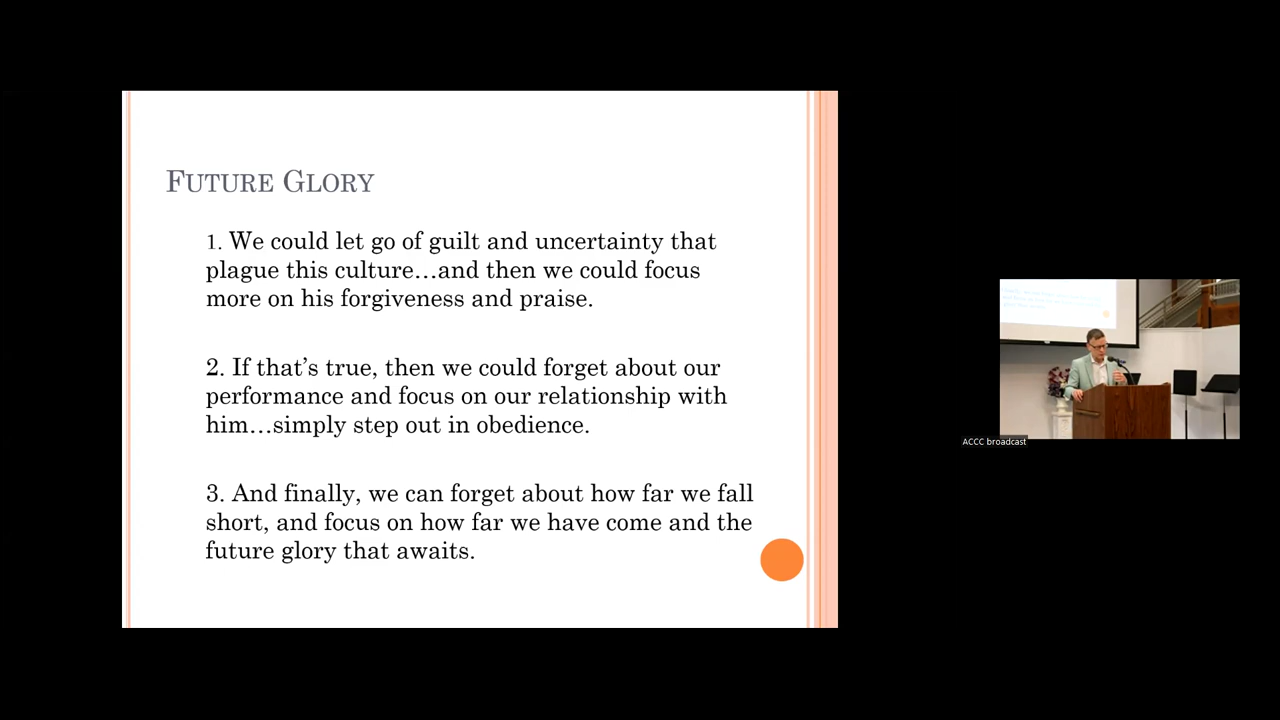 FUTURE GLORY
1. We could let go of guilt and uncertainty that
plague this culture…and then we could focus
more on his forgiveness and praise.
2. If that’s true, then we could forget about our
performance and focus on our relationship with
him…simply step out in obedience.
3. And finally, we can forget about how far we fall
short, and focus on how far we have come and the
future glory that awaits.
ACCC broadcast